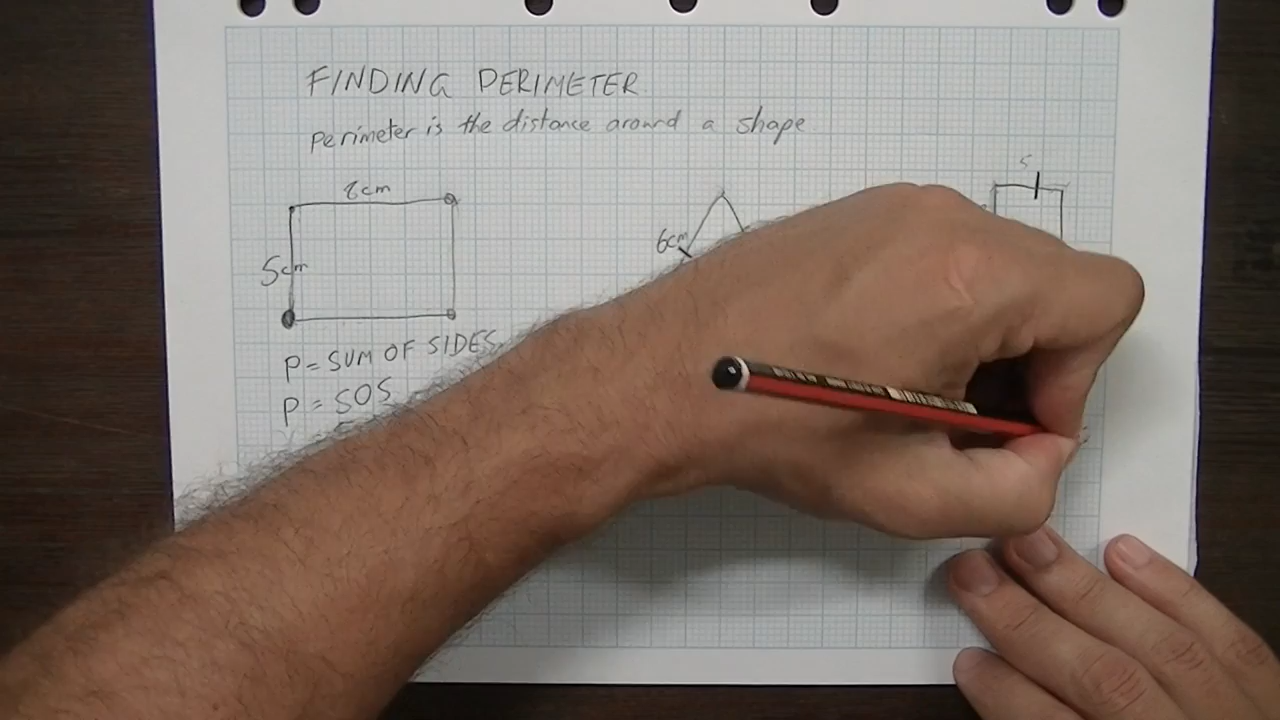 FINDING PERIMETER
perimeter is the distance around a shape
5
8cm
6cm
5cm
P = SUM OF SIDES
P = SOS